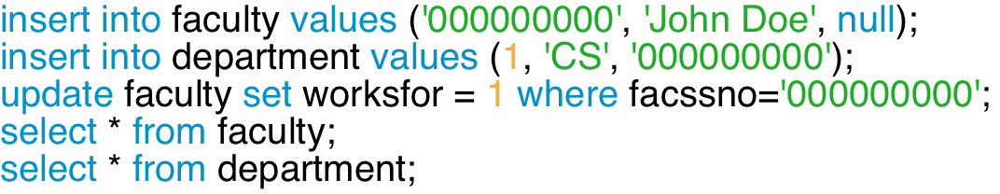 insert into faculty values ('000000000', 'John Doe', null);
insert into department values (1, 'CS', '000000000');
update faculty set worksfor = 1 where facssno='000000000';
select * from faculty;
select * from department;